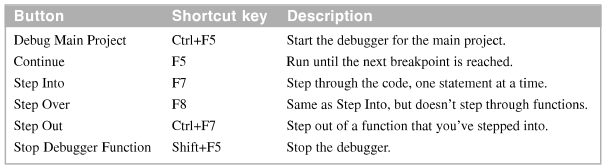 Button Shortcut key Description
Debug Main Project Ctrl+F5 Start the debugger for the main project.
Continue F5 Run until the next breakpoint is reached.
Step Into F7 Step through the code, one statement at a time.
Step Over F8 Same as Step Into, but doesn't step through functions.
Step Out Ctrl+F7 Step out of a function that you've stepped into.
Stop Debugger Function Shift+F5 Stop the debugger.